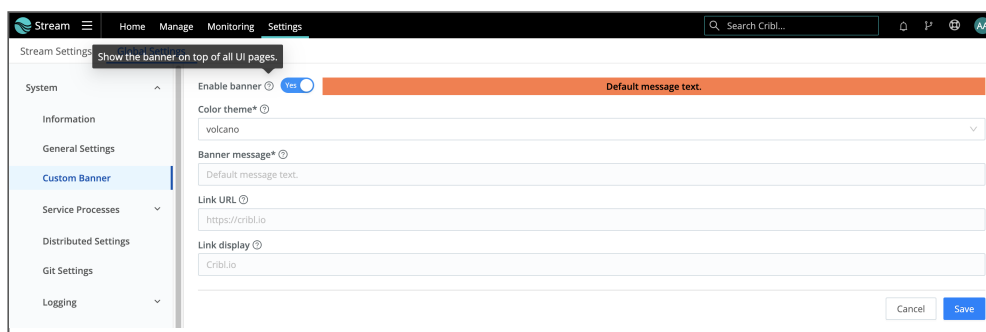 Stream Home Manage Monitoring Settings Search Cribl... AA
Stream Settings Global Settings
Show the banner on top of all UI pages.
System
Information
General Settings
Custom Banner
Service Processes
Distributed Settings
Git Settings
Logging
Enable banner Yes Default message text.
Color theme*
volcano
Banner message*
Default message text.
Link URL
https://cribl.io
Link display
Cribl.io
Cancel Save